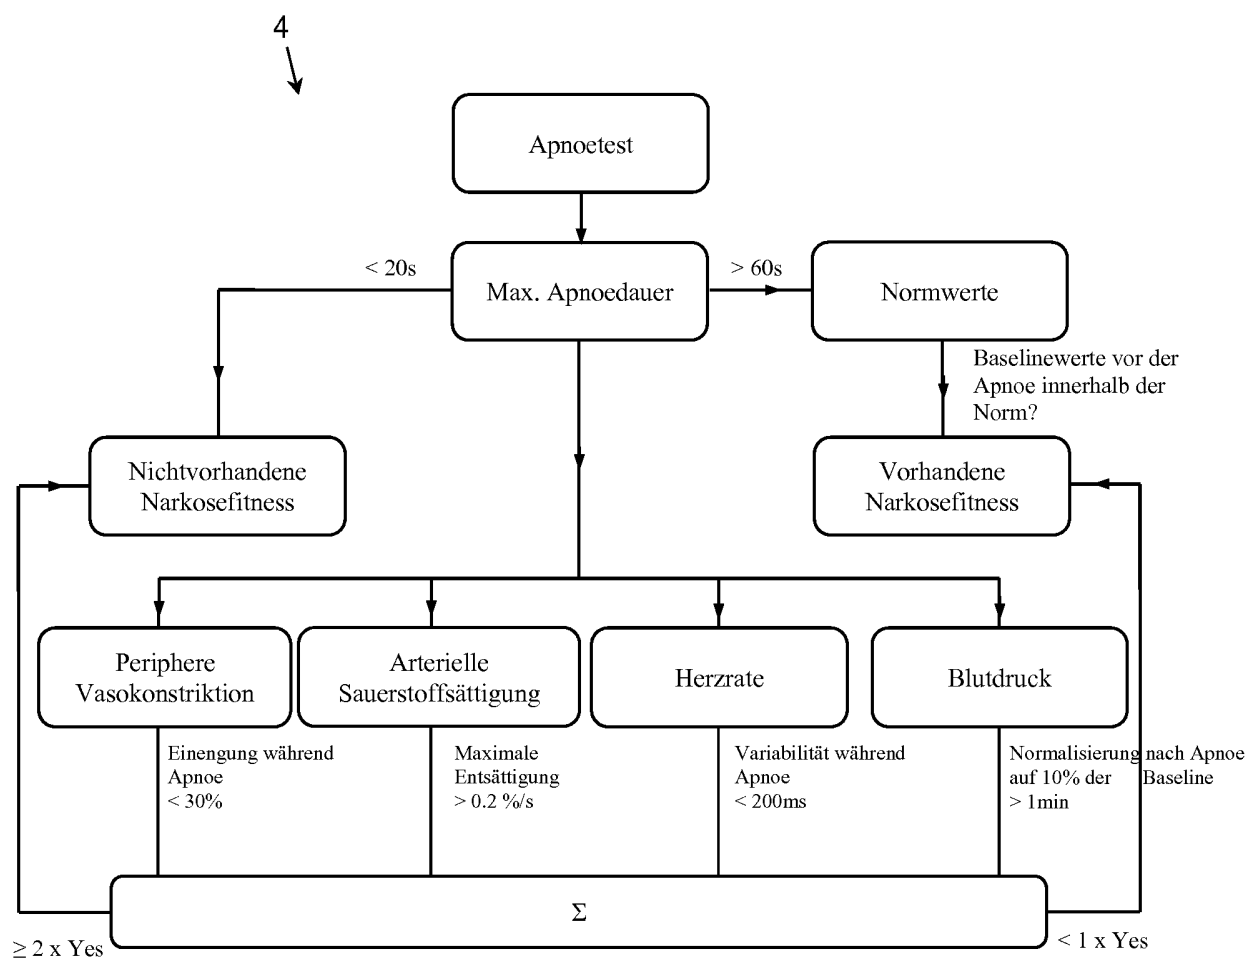 4
Apnoetest
< 20s
Max. Apnoedauer
> 60s
Normwerte
Baselinewerte vor der
Apnoe innerhalb der
Norm?
Nichtvorhandene
Narkosefitness
Vorhandene
Narkosefitness
Periphere
Vasokonstriktion
Arterielle
Sauerstoffsättigung
Herzrate
Blutdruck
Einengung während
Apnoe
< 30%
Maximale
Entsättigung
> 0.2 %/s
Variabilität während
Apnoe
< 200ms
Normalisierung nach Apnoe
auf 10% der Baseline
> 1min
Σ
≥ 2 x Yes
< 1 x Yes